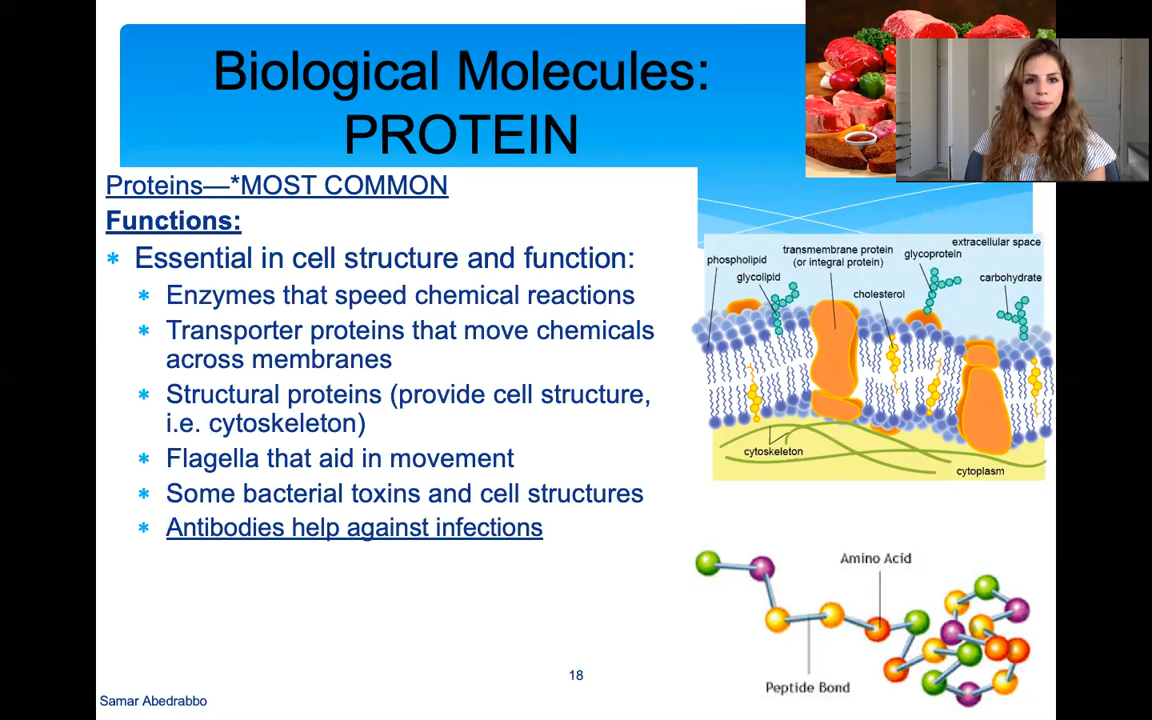 Biological Molecules:
PROTEIN
Proteins—*MOST COMMON
Functions:
* Essential in cell structure and function:
* Enzymes that speed chemical reactions
* Transporter proteins that move chemicals
across membranes
* Structural proteins (provide cell structure,
i.e. cytoskeleton)
* Flagella that aid in movement
* Some bacterial toxins and cell structures
* Antibodies help against infections
phospholipid
glycolipid
transmembrane protein
(or integral protein)
cholesterol
glycoprotein
extracellular space
carbohydrate
cytoskeleton
cytoplasm
Amino Acid
Peptide Bond
18
Samar Abedrabbo